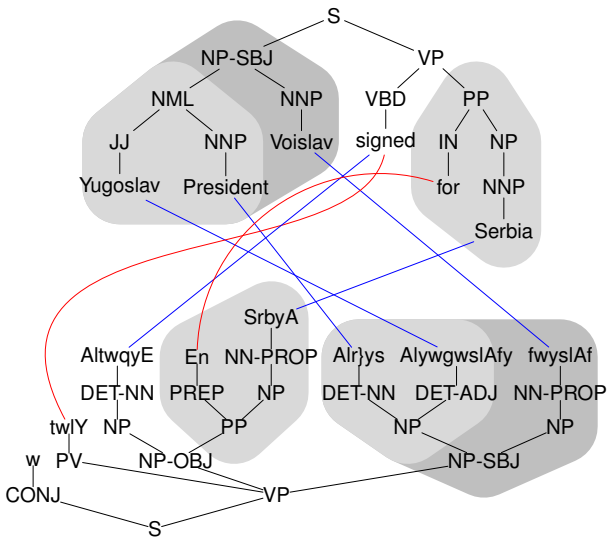 S
NP-SBJ VP
NML NNP VBD PP
JJ NNP Voislav signed IN NP
Yugoslav President for NNP
Serbia
SrbyA
AltwqyE En NN-PROP Alr}ys AlywgwslAfy fwyslAf
DET-NN PREP NP DET-NN DET-ADJ NN-PROP
twlY NP PP NP NP
w PV NP-OBJ NP-SBJ
CONJ VP
S